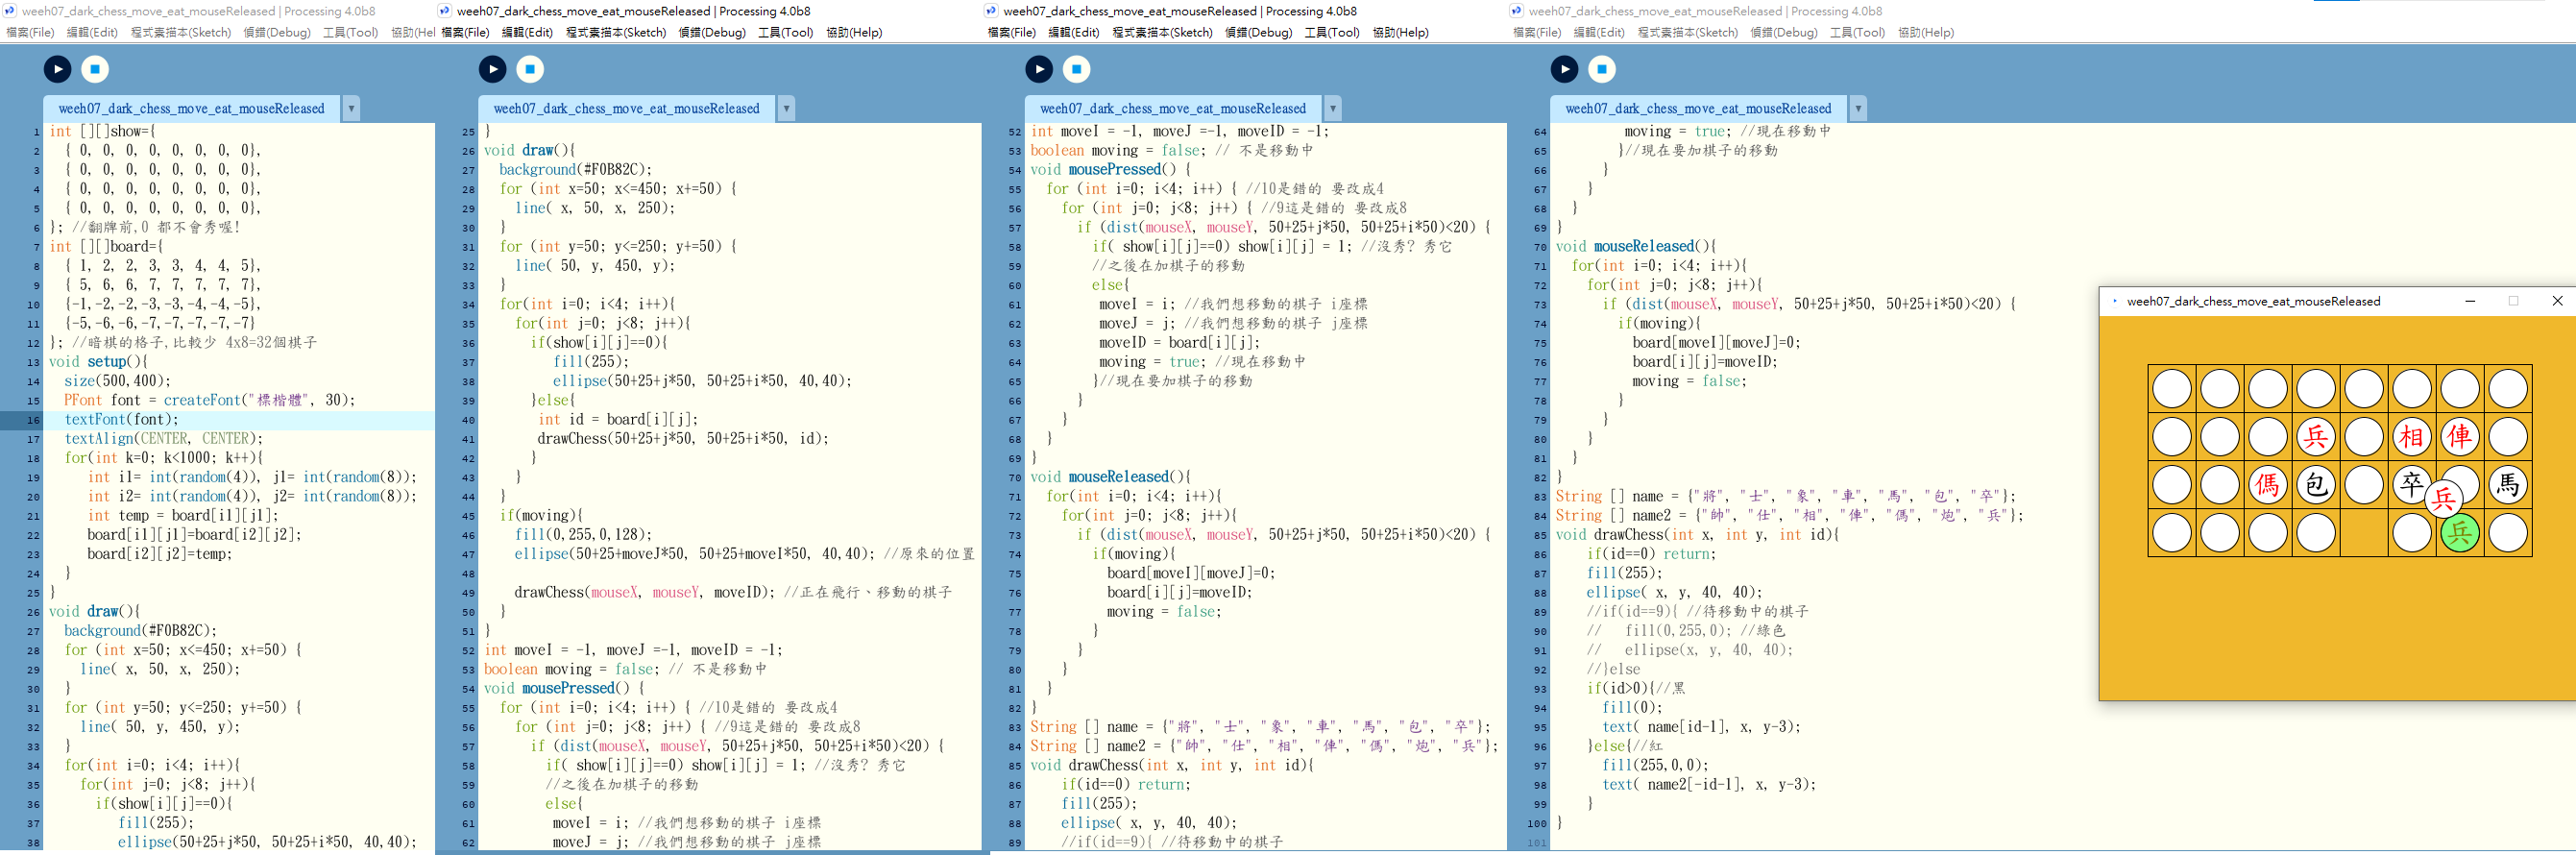 weeh07_dark_chess_move_eat_mouseReleased | Processing 4.0b8
檔案(File) 編輯(Edit) 程式素描本(Sketch) 偵錯(Debug) 工具(Tool) 協助(Hel
weeh07_dark_chess_move_eat_mouseReleased
1 int [][]show={
2 { 0, 0, 0, 0, 0, 0, 0, 0},
3 { 0, 0, 0, 0, 0, 0, 0, 0},
4 { 0, 0, 0, 0, 0, 0, 0, 0},
5 { 0, 0, 0, 0, 0, 0, 0, 0},
6 }; //翻牌前,0 都不會秀喔!
7 int [][]board={
8 { 1, 2, 2, 3, 3, 4, 4, 5},
9 { 5, 6, 6, 7, 7, 7, 7, 7},
10 {-1,-2,-2,-3,-3,-4,-4,-5},
11 {-5,-6,-6,-7,-7,-7,-7,-7}
12 }; //暗棋的格子,比較少 4x8=32個棋子
13 void setup(){
14 size(500,400);
15 PFont font = createFont("標楷體", 30);
16 textFont(font);
17 textAlign(CENTER, CENTER);
18 for(int k=0; k<1000; k++){
19 int i1= int(random(4)), j1= int(random(8));
20 int i2= int(random(4)), j2= int(random(8));
21 int temp = board[i1][j1];
22 board[i1][j1]=board[i2][j2];
23 board[i2][j2]=temp;
24 }
25 }
26 void draw(){
27 background(#F0B82C);
28 for (int x=50; x<=450; x+=50) {
29 line( x, 50, x, 250);
30 }
31 for (int y=50; y<=250; y+=50) {
32 line( 50, y, 450, y);
33 }
34 for(int i=0; i<4; i++){
35 for(int j=0; j<8; j++){
36 if(show[i][j]==0){
37 fill(255);
38 ellipse(50+25+j*50, 50+25+i*50, 40,40);
weeh07_dark_chess_move_eat_mouseReleased | Processing 4.0b8
檔案(File) 編輯(Edit) 程式素描本(Sketch) 偵錯(Debug) 工具(Tool) 協助(Help)
weeh07_dark_chess_move_eat_mouseReleased
25 }
26 void draw(){
27 background(#F0B82C);
28 for (int x=50; x<=450; x+=50) {
29 line( x, 50, x, 250);
30 }
31 for (int y=50; y<=250; y+=50) {
32 line( 50, y, 450, y);
33 }
34 for(int i=0; i<4; i++){
35 for(int j=0; j<8; j++){
36 if(show[i][j]==0){
37 fill(255);
38 ellipse(50+25+j*50, 50+25+i*50, 40,40);
39 }else{
40 int id = board[i][j];
41 drawChess(50+25+j*50, 50+25+i*50, id);
42 }
43 }
44 }
45 if(moving){
46 fill(0,255,0,128);
47 ellipse(50+25+moveJ*50, 50+25+moveI*50, 40,40); //原來的位置
48
49 drawChess(mouseX, mouseY, moveID); //正在飛行、移動的棋子
50 }
51 }
52 int moveI = -1, moveJ =-1, moveID = -1;
53 boolean moving = false; // 不是移動中
54 void mousePressed() {
55 for (int i=0; i<4; i++) { //10是錯的 要改成4
56 for (int j=0; j<8; j++) { //9這是錯的 要改成8
57 if (dist(mouseX, mouseY, 50+25+j*50, 50+25+i*50)<20) {
58 if( show[i][j]==0) show[i][j] = 1; //沒秀? 秀它
59 //之後在加棋子的移動
60 else{
61 moveI = i; //我們想移動的棋子 i座標
62 moveJ = j; //我們想移動的棋子 j座標
weeh07_dark_chess_move_eat_mouseReleased | Processing 4.0b8
檔案(File) 編輯(Edit) 程式素描本(Sketch) 偵錯(Debug) 工具(Tool) 協助(Help)
weeh07_dark_chess_move_eat_mouseReleased
52 int moveI = -1, moveJ =-1, moveID = -1;
53 boolean moving = false; // 不是移動中
54 void mousePressed() {
55 for (int i=0; i<4; i++) { //10是錯的 要改成4
56 for (int j=0; j<8; j++) { //9這是錯的 要改成8
57 if (dist(mouseX, mouseY, 50+25+j*50, 50+25+i*50)<20) {
58 if( show[i][j]==0) show[i][j] = 1; //沒秀? 秀它
59 //之後在加棋子的移動
60 else{
61 moveI = i; //我們想移動的棋子 i座標
62 moveJ = j; //我們想移動的棋子 j座標
63 moveID = board[i][j];
64 moving = true; //現在移動中
65 }//現在要加棋子的移動
66 }
67 }
68 }
69 }
70 void mouseReleased(){
71 for(int i=0; i<4; i++){
72 for(int j=0; j<8; j++){
73 if (dist(mouseX, mouseY, 50+25+j*50, 50+25+i*50)<20) {
74 if(moving){
75 board[moveI][moveJ]=0;
76 board[i][j]=moveID;
77 moving = false;
78 }
79 }
80 }
81 }
82 }
83 String [] name = {"將", "士", "象", "車", "馬", "包", "卒"};
84 String [] name2 = {"帥", "仕", "相", "俥", "傌", "炮", "兵"};
85 void drawChess(int x, int y, int id){
86 if(id==0) return;
87 fill(255);
88 ellipse( x, y, 40, 40);
89 //if(id==9){ //待移動中的棋子
weeh07_dark_chess_move_eat_mouseReleased | Processing 4.0b8
檔案(File) 編輯(Edit) 程式素描本(Sketch) 偵錯(Debug) 工具(Tool) 協助(Help)
weeh07_dark_chess_move_eat_mouseReleased
64 moving = true; //現在移動中
65 }//現在要加棋子的移動
66 }
67 }
68 }
69 }
70 void mouseReleased(){
71 for(int i=0; i<4; i++){
72 for(int j=0; j<8; j++){
73 if (dist(mouseX, mouseY, 50+25+j*50, 50+25+i*50)<20) {
74 if(moving){
75 board[moveI][moveJ]=0;
76 board[i][j]=moveID;
77 moving = false;
78 }
79 }
80 }
81 }
82 }
83 String [] name = {"將", "士", "象", "車", "馬", "包", "卒"};
84 String [] name2 = {"帥", "仕", "相", "俥", "傌", "炮", "兵"};
85 void drawChess(int x, int y, int id){
86 if(id==0) return;
87 fill(255);
88 ellipse( x, y, 40, 40);
89 //if(id==9){ //待移動中的棋子
90 // fill(0,255,0); //綠色
91 // ellipse(x, y, 40, 40);
92 //}else
93 if(id>0){//黑
94 fill(0);
95 text( name[id-1], x, y-3);
96 }else{//紅
97 fill(255,0,0);
98 text( name2[-id-1], x, y-3);
99 }
100 }
101
weeh07_dark_chess_move_eat_mouseReleased
兵 相 俥
傌 包 卒 馬
兵
兵